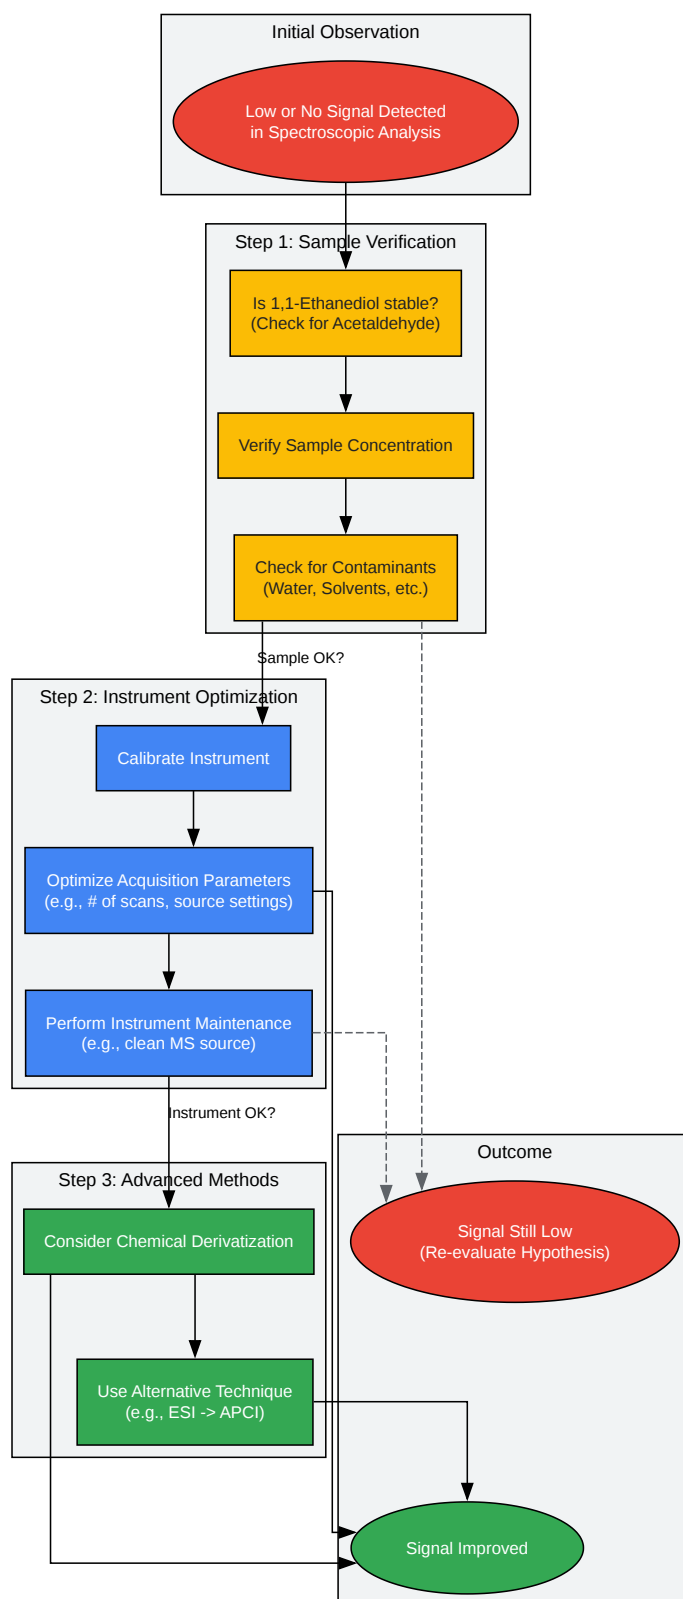 Initial Observation
Low or No Signal Detected
in Spectroscopic Analysis
Step 1: Sample Verification
Is 1,1-Ethanediol stable?
(Check for Acetaldehyde)
Verify Sample Concentration
Check for Contaminants
(Water, Solvents, etc.)
Sample OK?
Step 2: Instrument Optimization
Calibrate Instrument
Optimize Acquisition Parameters
(e.g., # of scans, source settings)
Perform Instrument Maintenance
(e.g., clean MS source)
Instrument OK?
Step 3: Advanced Methods
Consider Chemical Derivatization
Use Alternative Technique
(e.g., ESI -> APCI)
Outcome
Signal Still Low
(Re-evaluate Hypothesis)
Signal Improved